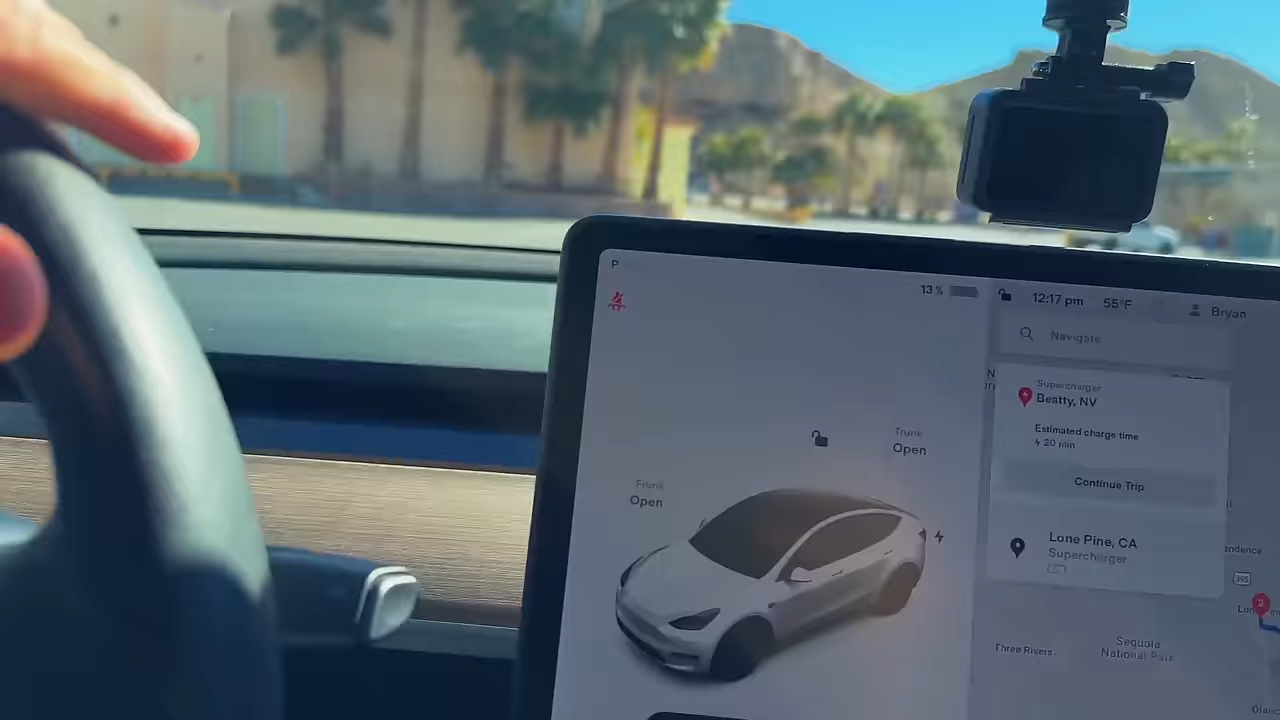 P
13 %
12:17 pm
55°F
Bryan
Navigate
Supercharger
Beatty, NV
Estimated charge time
20 min
Continue Trip
Trunk
Open
Frunk
Open
Lone Pine, CA
Supercharger
395
Three Rivers
Sequoia
National Park